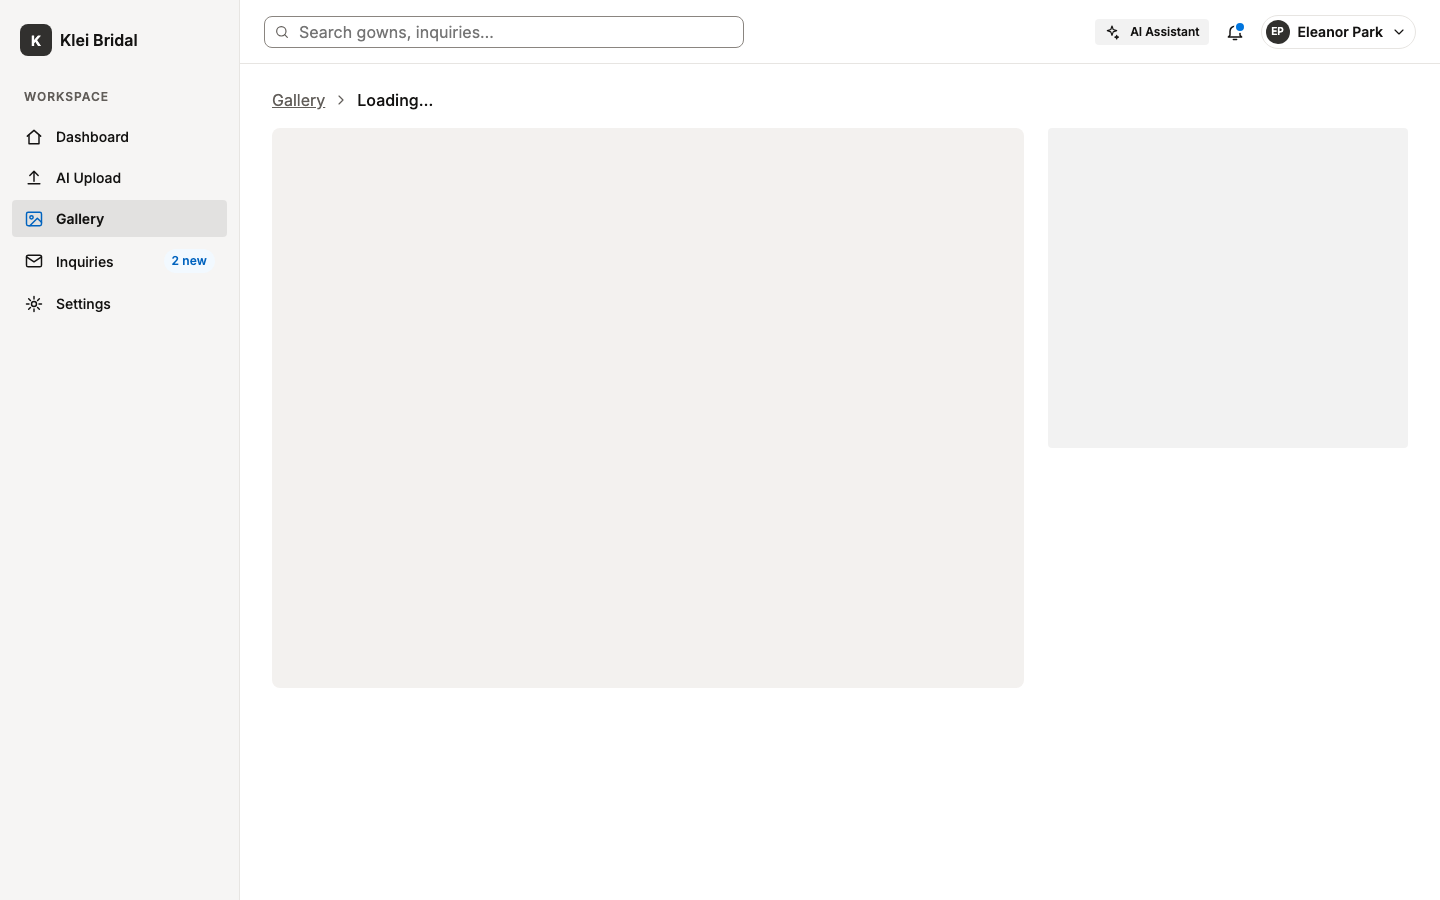 K Klei Bridal
WORKSPACE
Dashboard
AI Upload
Gallery
Inquiries 2 new
Settings
Search gowns, inquiries...
AI Assistant
EP Eleanor Park
Gallery Loading...